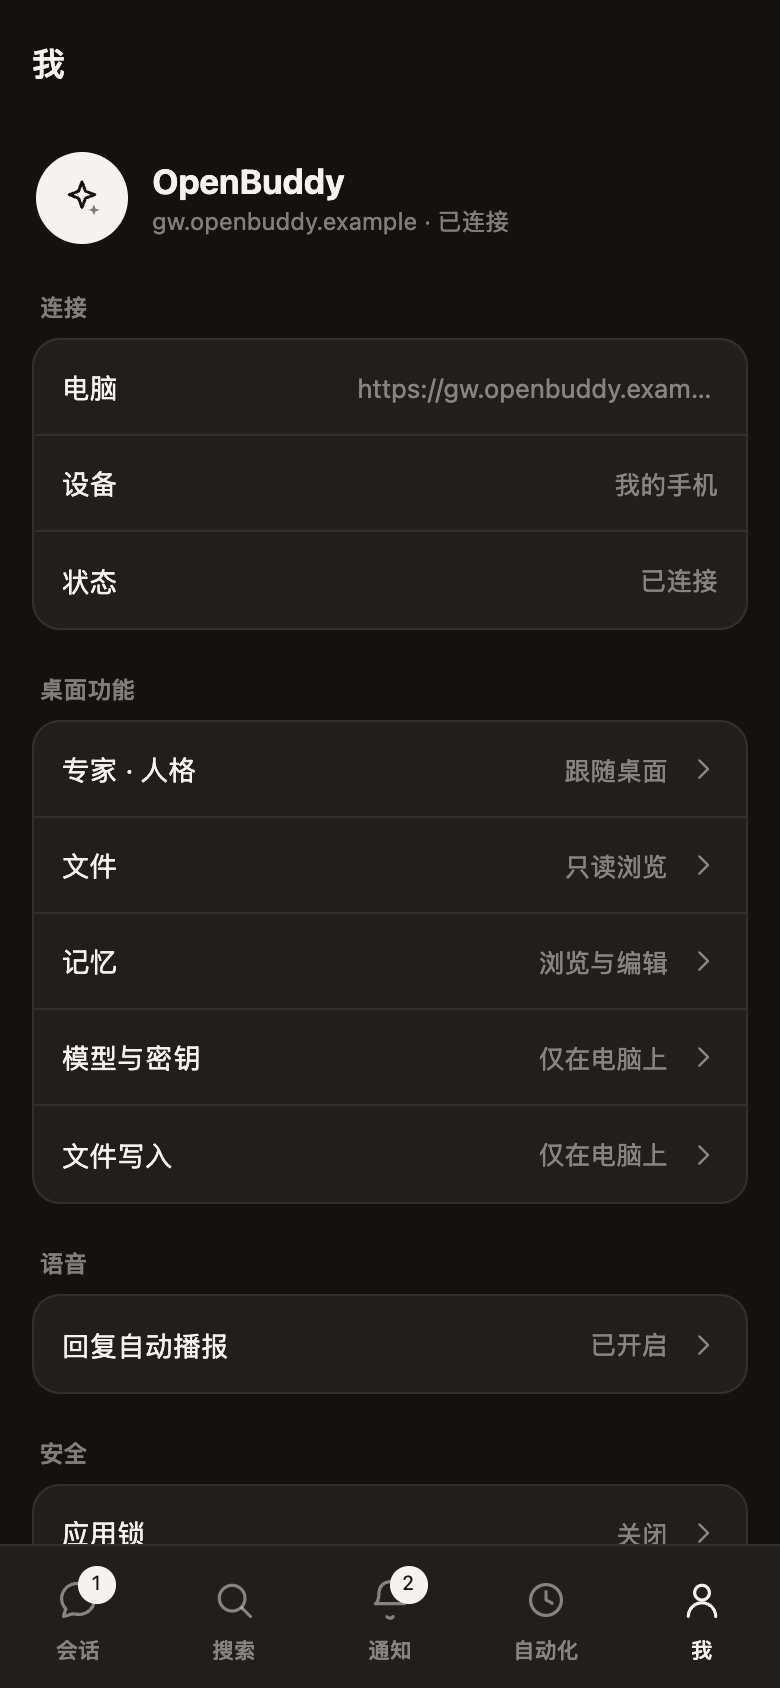 我
OpenBuddy
gw.openbuddy.example · 已连接
连接
电脑 https://gw.openbuddy.exam...
设备 我的手机
状态 已连接
桌面功能
专家 · 人格 跟随桌面
文件 只读浏览
记忆 浏览与编辑
模型与密钥 仅在电脑上
文件写入 仅在电脑上
语音
回复自动播报 已开启
安全
应用锁 关闭
1 2
会话 搜索 通知 自动化 我